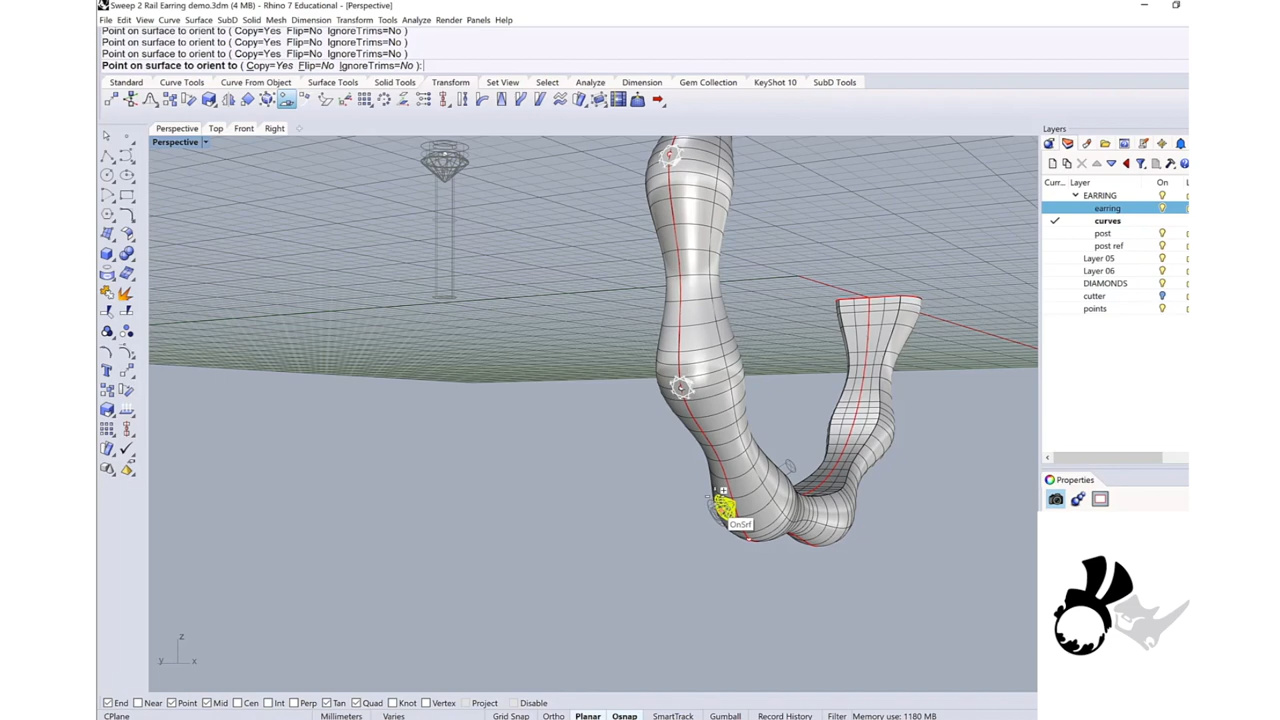 Sweep 2 Rail Earring demo.3dm (4 MB) - Rhino 7 Educational - [Perspective]
File Edit View Curve Surface SubD Solid Mesh Dimension Transform Tools Analyze Render Panels Help
Point on surface to orient to ( Copy=Yes Flip=No IgnoreTrims=No )
Point on surface to orient to ( Copy=Yes Flip=No IgnoreTrims=No )
Point on surface to orient to ( Copy=Yes Flip=No IgnoreTrims=No )
Point on surface to orient to ( Copy=Yes Flip=No IgnoreTrims=No ):
Standard Curve Tools Curve From Object Surface Tools Solid Tools Transform Set View Select Analyze Dimension Gem Collection KeyShot 10 SubD Tools
Perspective Top Front Right
Perspective
Layers
Curr... Layer On L
EARRING
earring
curves
post
post ref
Layer 05
Layer 06
DIAMONDS
cutter
points
Properties
OnSrf
z
y x
End Near Point Mid Cen Int Perp Tan Quad Knot Vertex Project Disable
CPlane Millimeters Varies Grid Snap Ortho Planar Osnap SmartTrack Gumball Record History Filter Memory use: 1180 MB